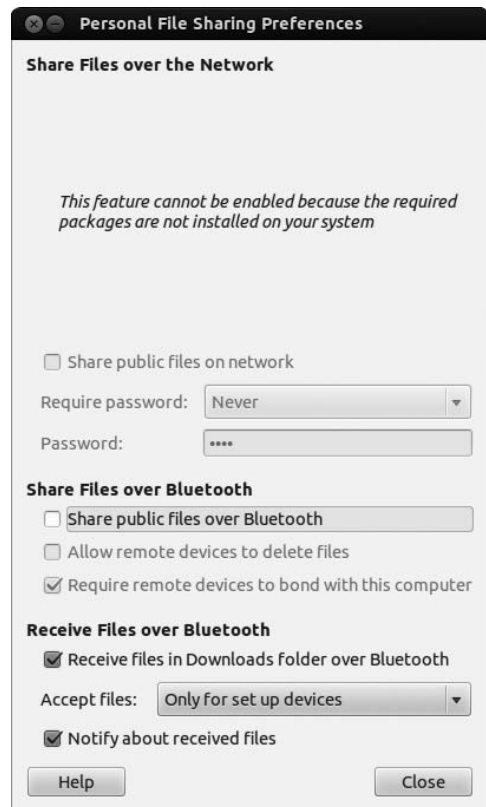 Personal File Sharing Preferences
Share Files over the Network
This feature cannot be enabled because the required
packages are not installed on your system
Share public files on network
Require password: Never
Password: ••••
Share Files over Bluetooth
Share public files over Bluetooth
Allow remote devices to delete files
Require remote devices to bond with this computer
Receive Files over Bluetooth
Receive files in Downloads folder over Bluetooth
Accept files: Only for set up devices
Notify about received files
Help Close